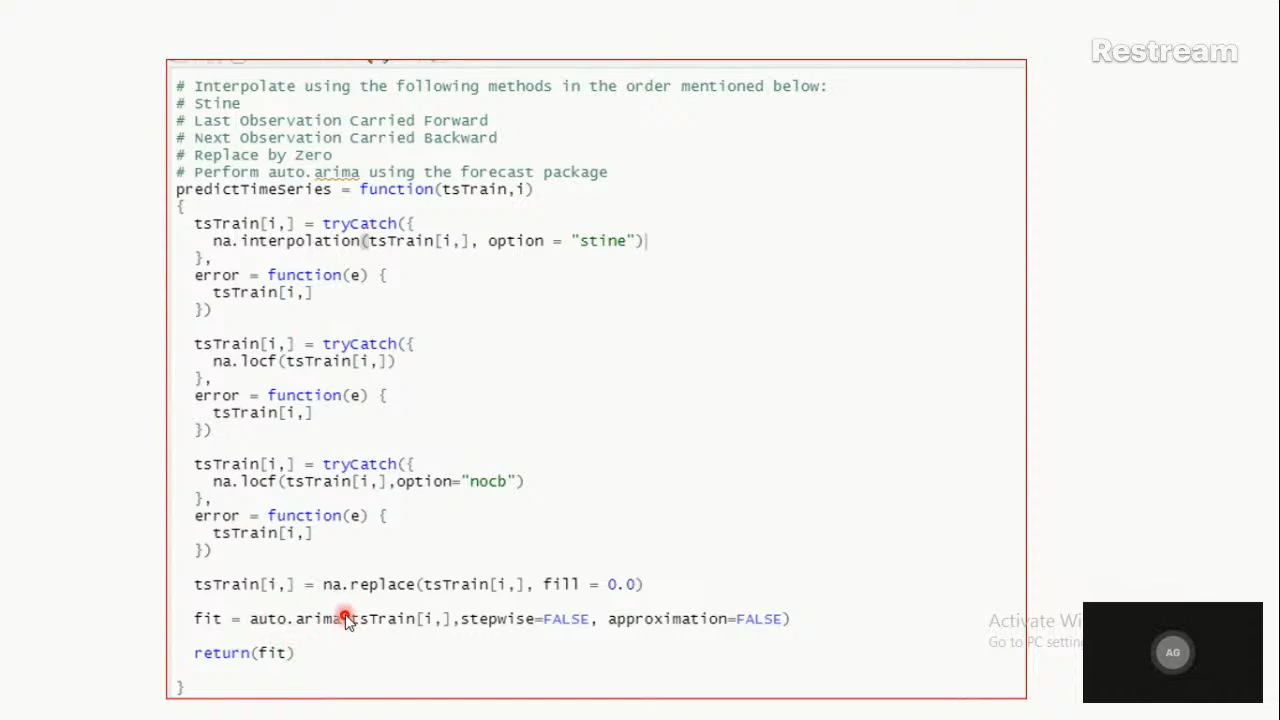 Restream
# Interpolate using the following methods in the order mentioned below:
# Stine
# Last Observation Carried Forward
# Next Observation Carried Backward
# Replace by Zero
# Perform auto.arima using the forecast package
predictTimeSeries = function(tsTrain,i)
{
  tsTrain[i,] = tryCatch({
    na.interpolation(tsTrain[i,], option = "stine")
  },
  error = function(e) {
    tsTrain[i,]
  })
  tsTrain[i,] = tryCatch({
    na.locf(tsTrain[i,])
  },
  error = function(e) {
    tsTrain[i,]
  })
  tsTrain[i,] = tryCatch({
    na.locf(tsTrain[i,],option="nocb")
  },
  error = function(e) {
    tsTrain[i,]
  })
  tsTrain[i,] = na.replace(tsTrain[i,], fill = 0.0)
  fit = auto.arima(tsTrain[i,],stepwise=FALSE, approximation=FALSE)
  return(fit)
}
Activate Wi
Go to PC settin
AG